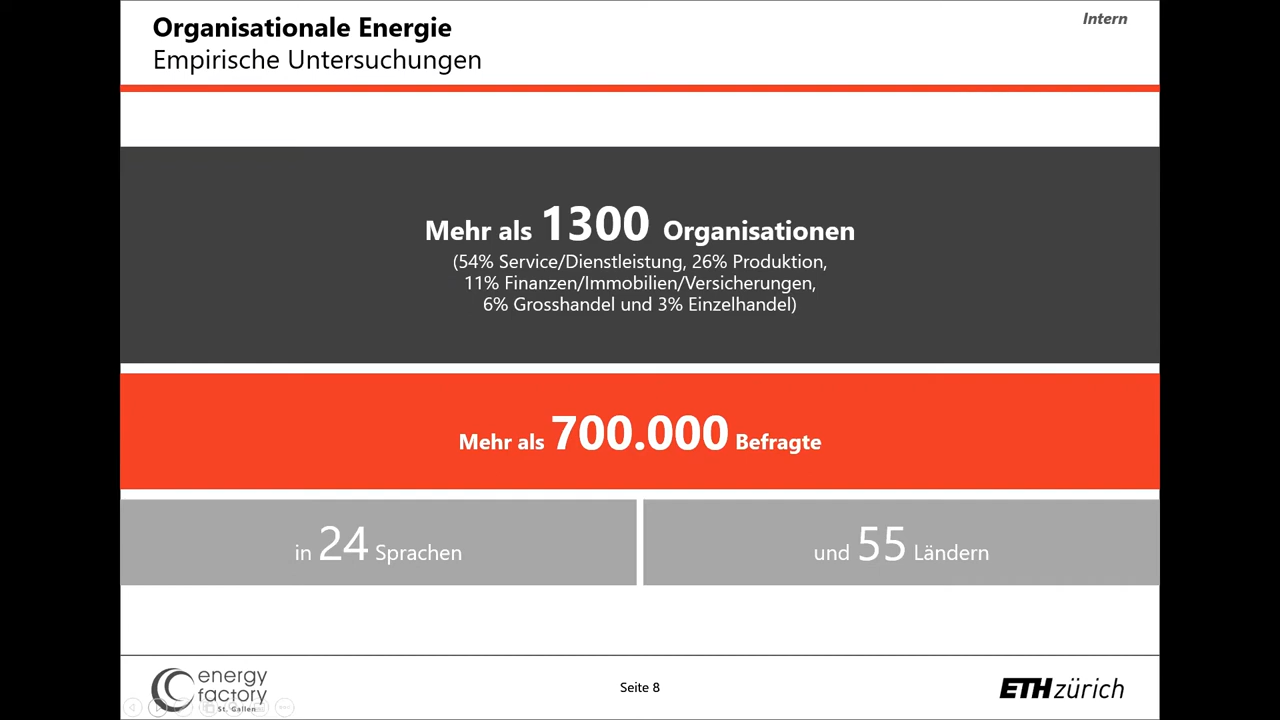 Organisationale Energie
Intern
Empirische Untersuchungen
Mehr als 1300 Organisationen
(54% Service/Dienstleistung, 26% Produktion,
11% Finanzen/Immobilien/Versicherungen,
6% Grosshandel und 3% Einzelhandel)
Mehr als 700.000 Befragte
in 24 Sprachen
und 55 Ländern
energy
factory
St. Gallen
Seite 8
ETH zürich